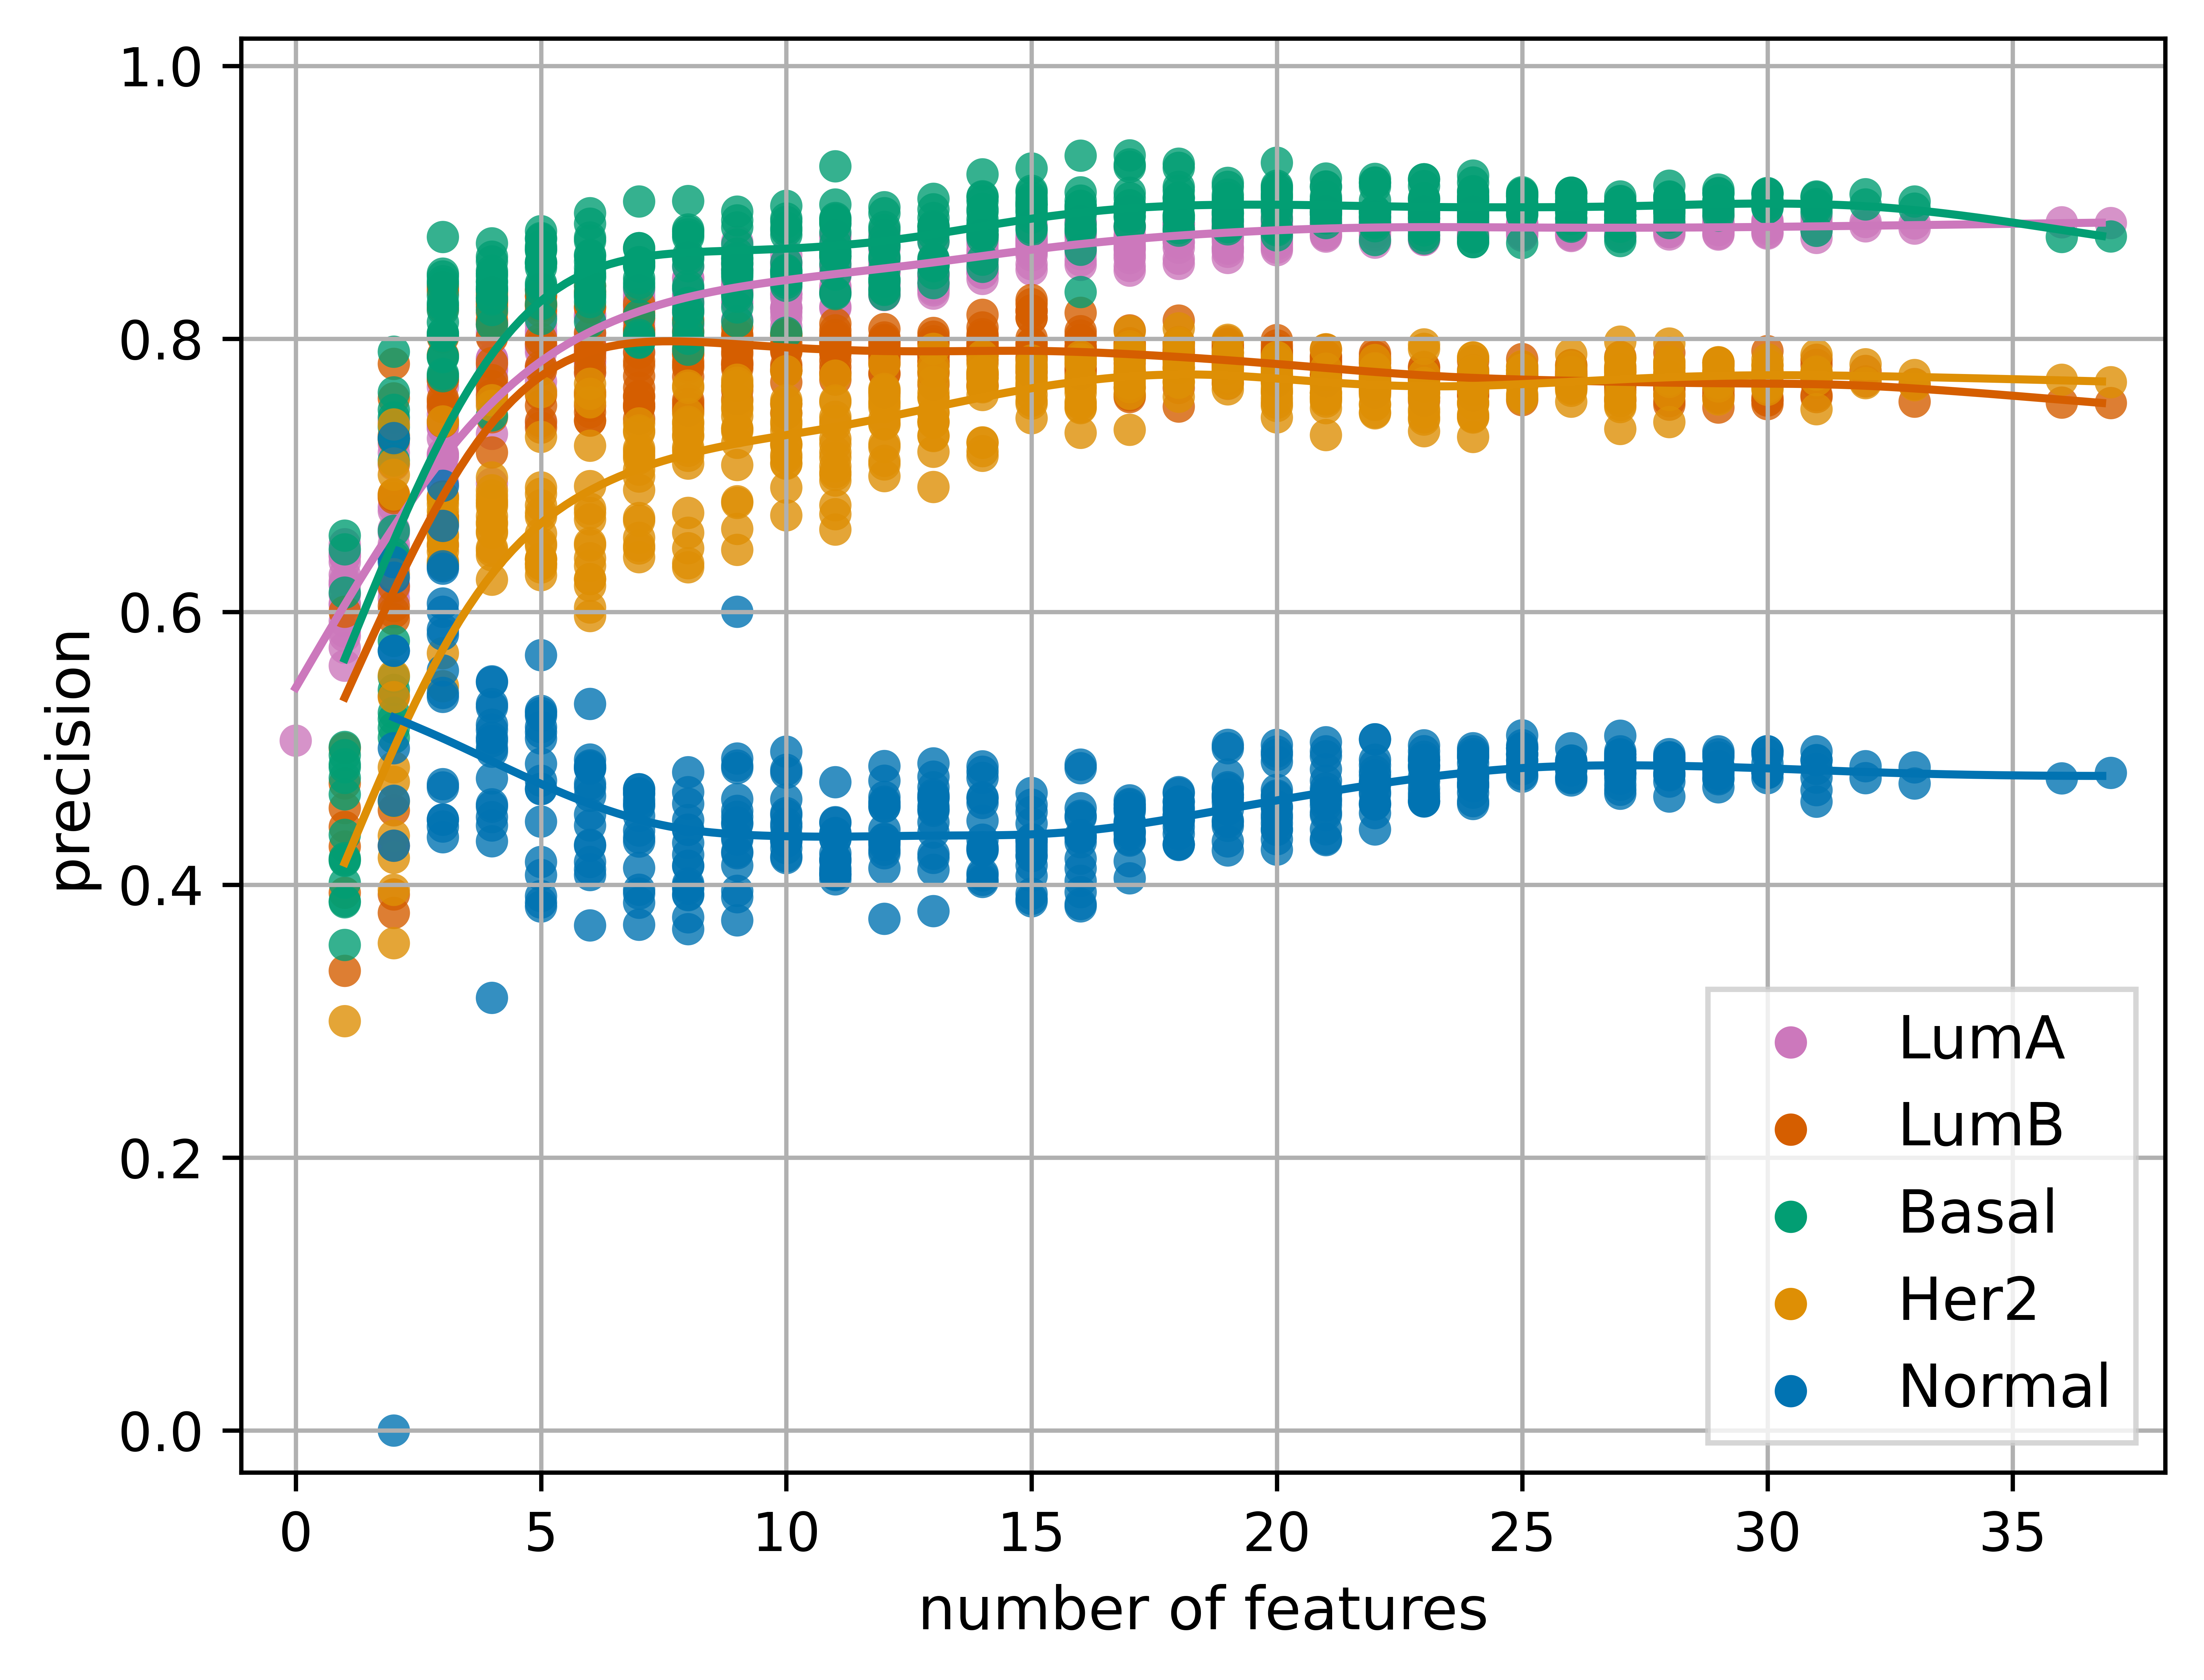 1.0
0.8
0.6
0.4
0.2
0.0
precision
0 5 10 15 20 25 30 35
number of features
LumA
LumB
Basal
Her2
Normal